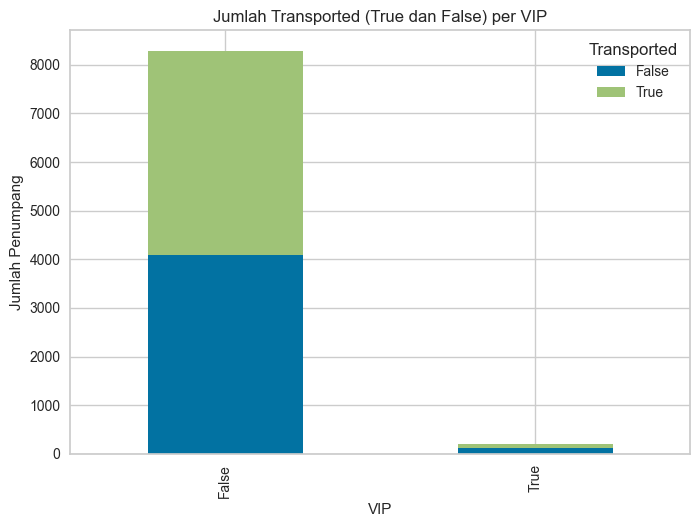 Jumlah Transported (True dan False) per VIP
Transported
False
True
8000
7000
6000
5000
4000
3000
2000
1000
0
Jumlah Penumpang
False
True
VIP